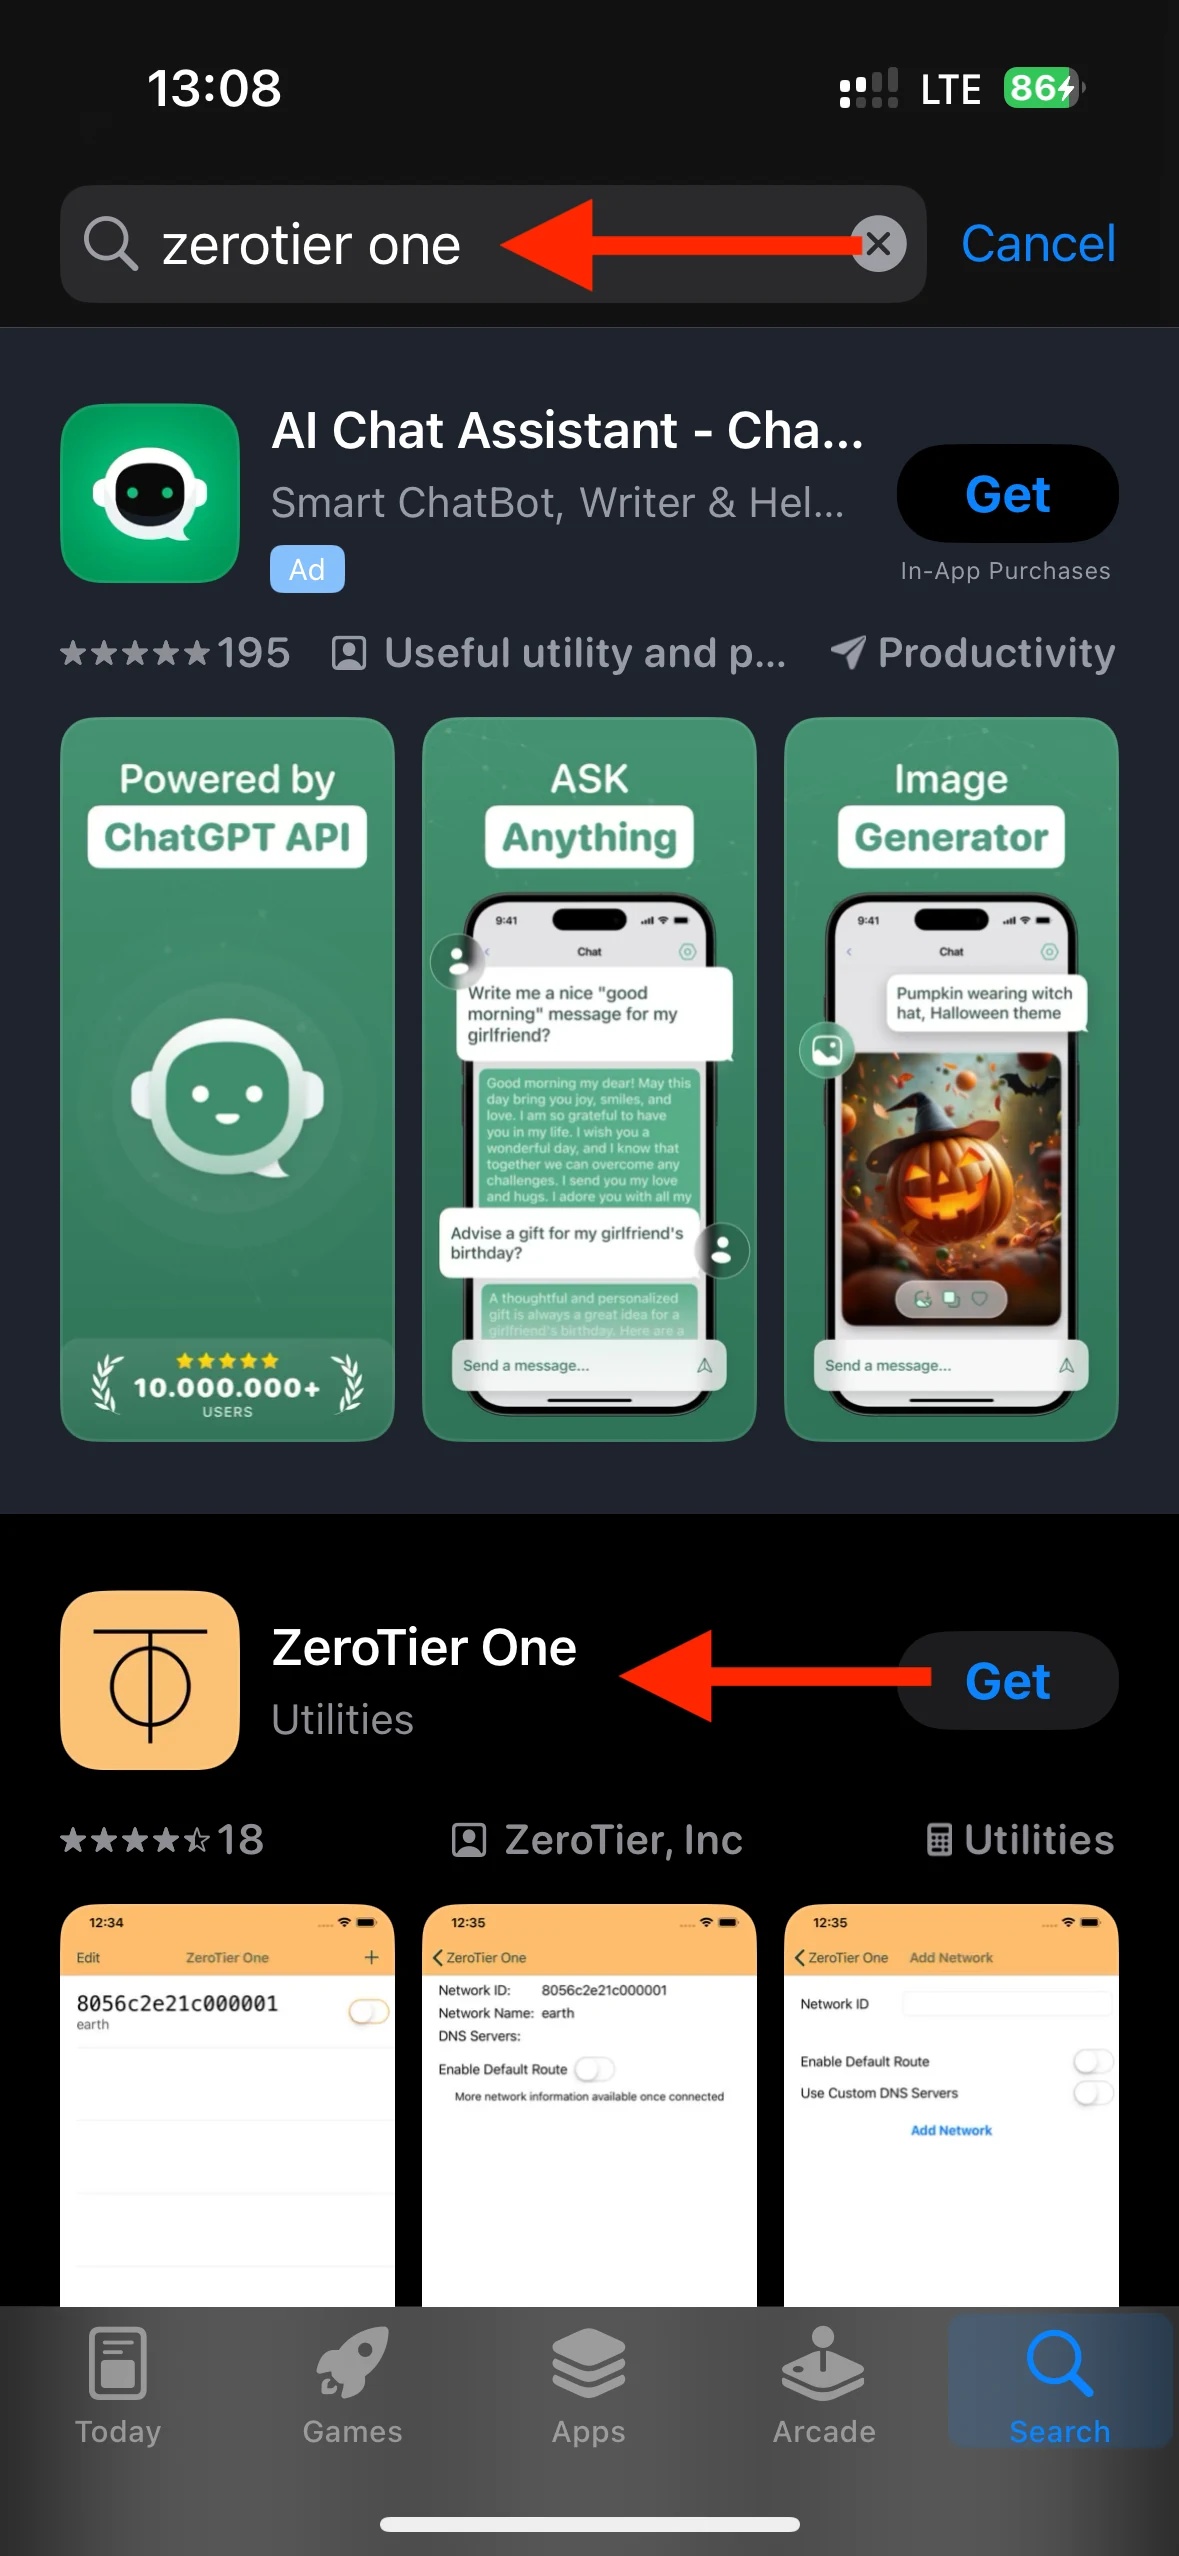 13:08
LTE 86
zerotier one
Cancel
AI Chat Assistant - Cha...
Smart ChatBot, Writer & Hel...
Ad
Get
In-App Purchases
195
Useful utility and p...
Productivity
Powered by
ChatGPT API
10.000.000+
USERS
ASK
Anything
9:41
Chat
Write me a nice "good
morning" message for my
girlfriend?
Good morning my dear! May this
day bring you joy, smiles, and
love. I am so grateful to have
you in my life. I wish you a
wonderful day, and I know that
together we can overcome any
challenges. I send you my love
and hugs. I adore you with all my
Advise a gift for my girlfriend's
birthday?
A thoughtful and personalized
gift is always a great idea for a
girlfriend's birthday. Here are a
Send a message...
Image
Generator
9:41
Chat
Pumpkin wearing witch
hat, Halloween theme
Send a message...
ZeroTier One
Utilities
Get
18
ZeroTier, Inc
Utilities
12:34
Edit
ZeroTier One
+
8056c2e21c000001
earth
12:35
ZeroTier One
Network ID: 8056c2e21c000001
Network Name: earth
DNS Servers:
Enable Default Route
More network information available once connected
12:35
ZeroTier One
Add Network
Network ID
Enable Default Route
Use Custom DNS Servers
Add Network
Today
Games
Apps
Arcade
Search